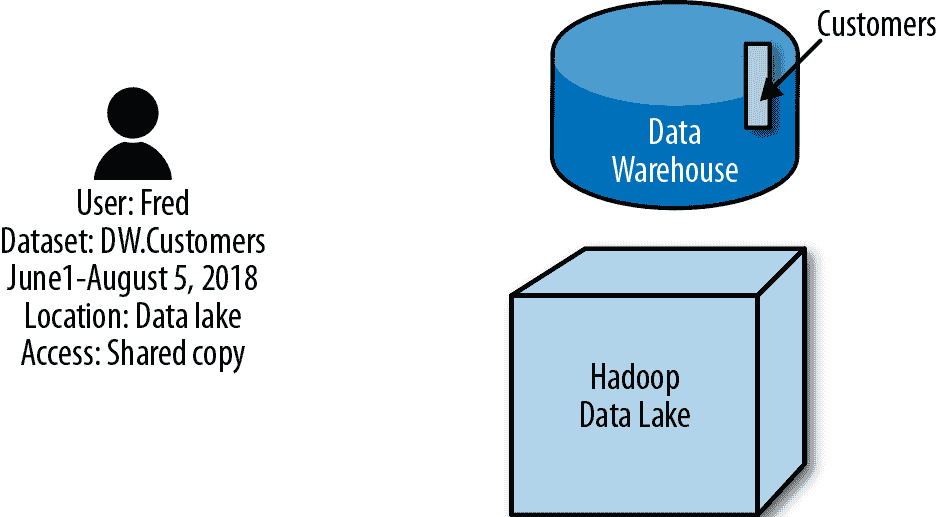 Customers
Data
Warehouse
User: Fred
Dataset: DW.Customers
June1-August 5, 2018
Location: Data lake
Access: Shared copy
Hadoop
Data Lake